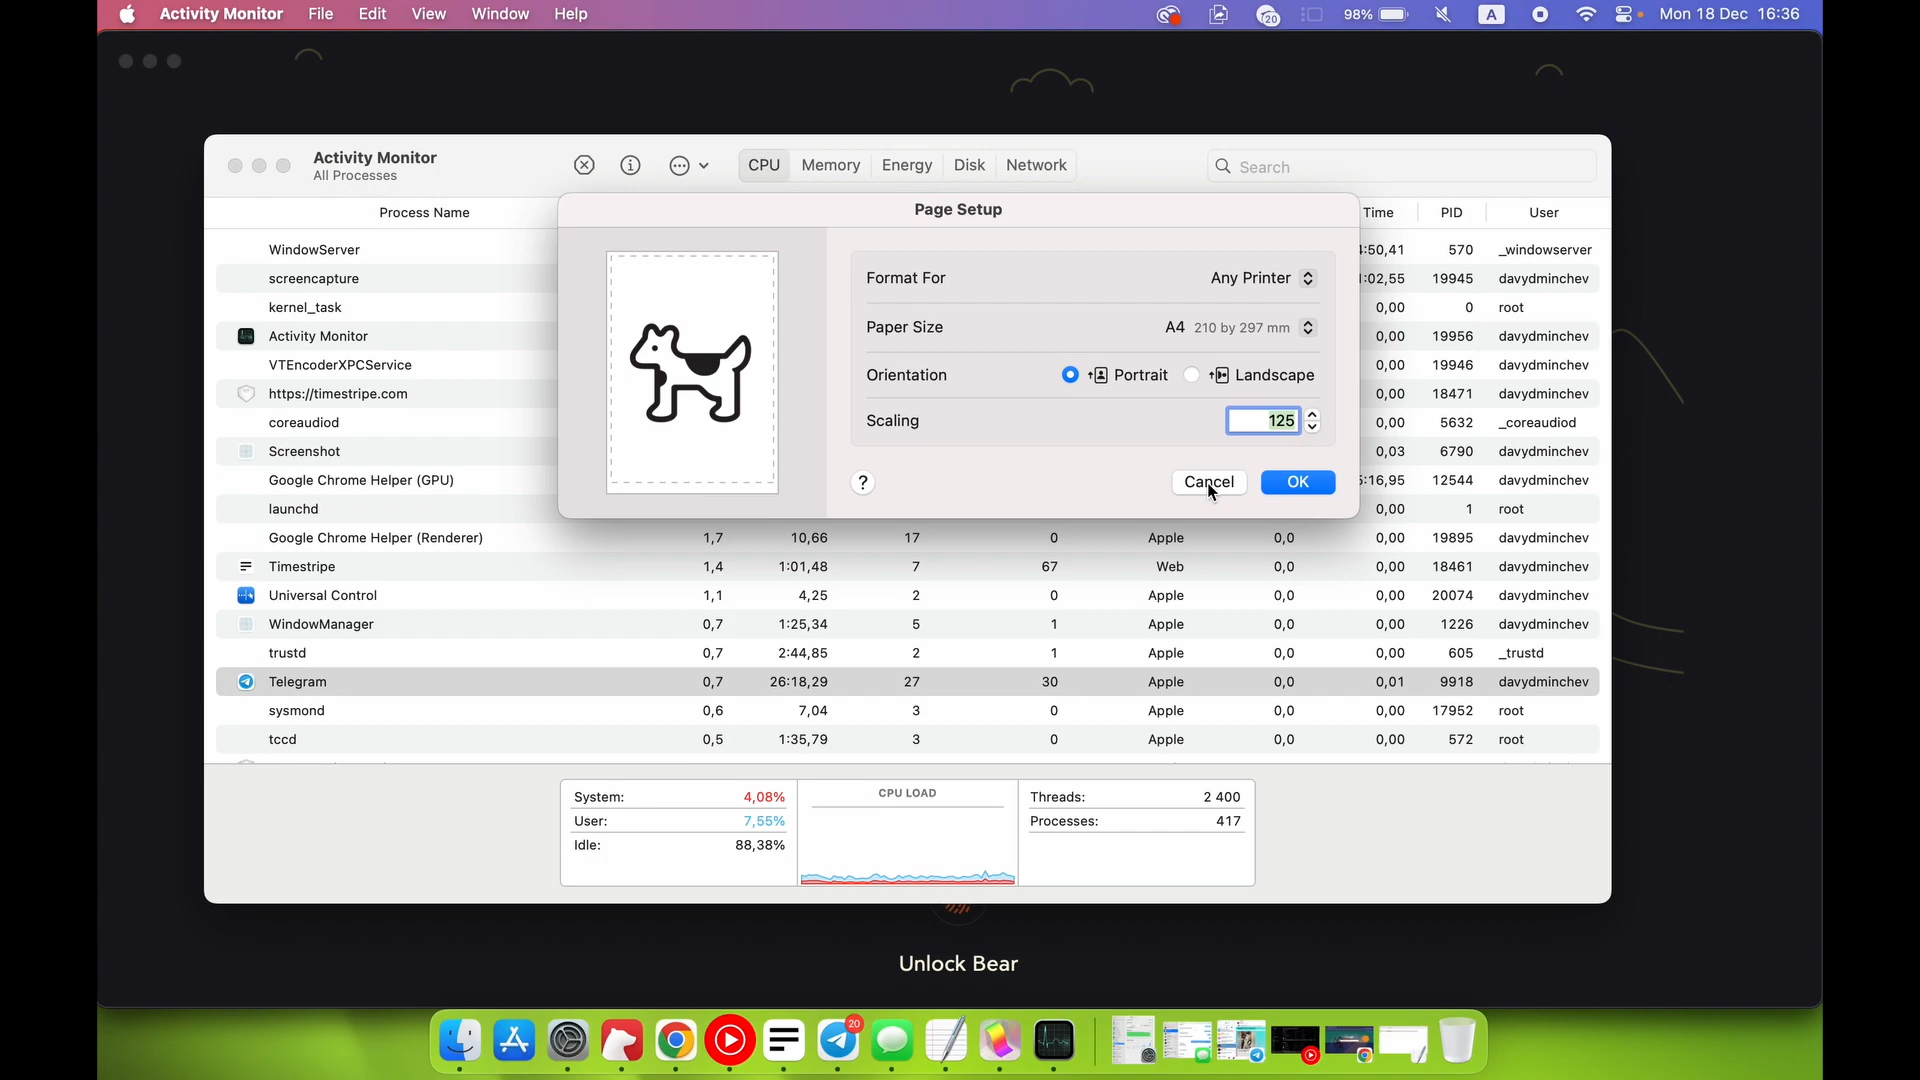 Activity Monitor File Edit View Window Help 20 98% A Mon 18 Dec 16:36
Activity Monitor
All Processes
CPU Memory Energy Disk Network
Search
Process Name Time PID User
Page Setup
Format For Any Printer
Paper Size A4 210 by 297 mm
Orientation Portrait Landscape
Scaling 125
? Cancel OK
WindowServer :50,41 570 _windowserver
screencapture :02,55 19945 davydminchev
kernel_task 0,00 0 root
Activity Monitor 0,00 19956 davydminchev
VTEncoderXPCService 0,00 19946 davydminchev
https://timestripe.com 0,00 18471 davydminchev
coreaudiod 0,00 5632 _coreaudiod
Screenshot 0,03 6790 davydminchev
Google Chrome Helper (GPU) :16,95 12544 davydminchev
launchd 0,00 1 root
Google Chrome Helper (Renderer) 1,7 10,66 17 0 Apple 0,0 0,00 19895 davydminchev
Timestripe 1,4 1:01,48 7 67 Web 0,0 0,00 18461 davydminchev
Universal Control 1,1 4,25 2 0 Apple 0,0 0,00 20074 davydminchev
WindowManager 0,7 1:25,34 5 1 Apple 0,0 0,00 1226 davydminchev
trustd 0,7 2:44,85 2 1 Apple 0,0 0,00 605 _trustd
Telegram 0,7 26:18,29 27 30 Apple 0,0 0,01 9918 davydminchev
sysmond 0,6 7,04 3 0 Apple 0,0 0,00 17952 root
tccd 0,5 1:35,79 3 0 Apple 0,0 0,00 572 root
System: 4,08% CPU LOAD Threads: 2 400
User: 7,55% Processes: 417
Idle: 88,38%
Unlock Bear
20